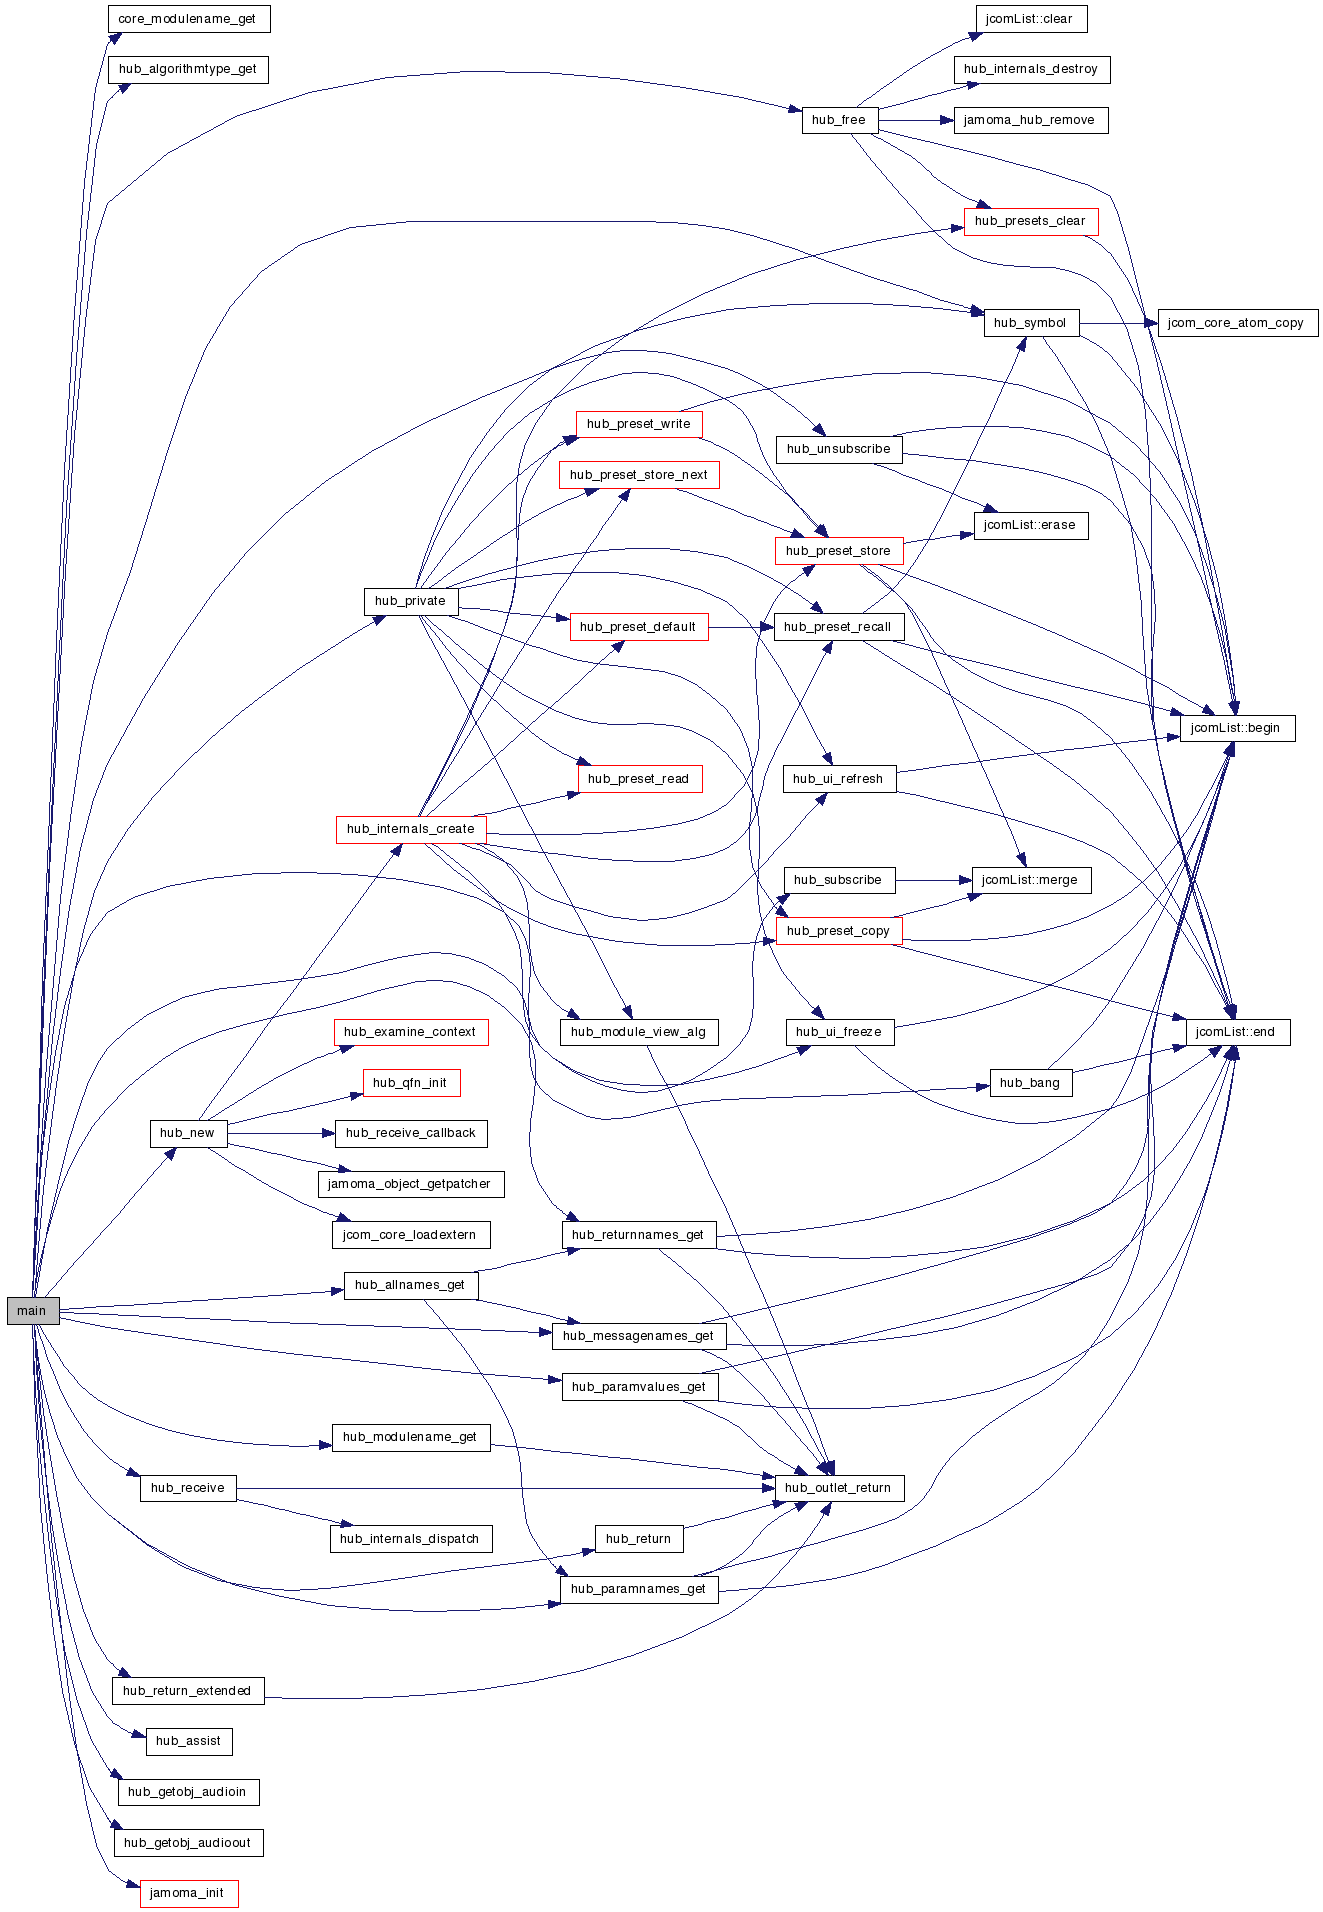 core_modulename_get
jcomList::clear
hub_algorithmtype_get
hub_internals_destroy
hub_free
jamoma_hub_remove
hub_presets_clear
hub_symbol
jcom_core_atom_copy
hub_preset_write
hub_unsubscribe
hub_preset_store_next
jcomList::erase
hub_preset_store
hub_private
hub_preset_default
hub_preset_recall
jcomList::begin
hub_preset_read
hub_ui_refresh
hub_internals_create
hub_subscribe
jcomList::merge
hub_preset_copy
hub_examine_context
hub_module_view_alg
hub_ui_freeze
jcomList::end
hub_qfn_init
hub_bang
hub_new
hub_receive_callback
jamoma_object_getpatcher
jcom_core_loadextern
hub_returnnames_get
hub_allnames_get
main
hub_messagenames_get
hub_paramvalues_get
hub_modulename_get
hub_receive
hub_outlet_return
hub_internals_dispatch
hub_return
hub_paramnames_get
hub_return_extended
hub_assist
hub_getobj_audioin
hub_getobj_audioout
jamoma_init